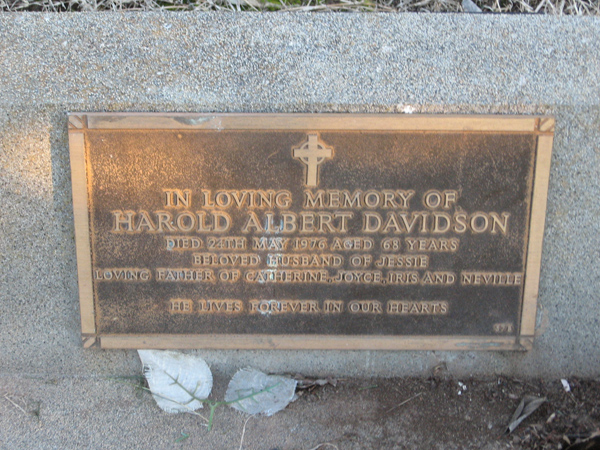 IN LOVING MEMORY OF
HAROLD ALBERT DAVIDSON
DIED 24TH MAY 1976 AGED 68 YEARS
BELOVED HUSBAND OF JESSIE
LOVING FATHER OF CATHERINE, JOYCE, IRIS AND NEVILLE
HE LIVES FOREVER IN OUR HEARTS